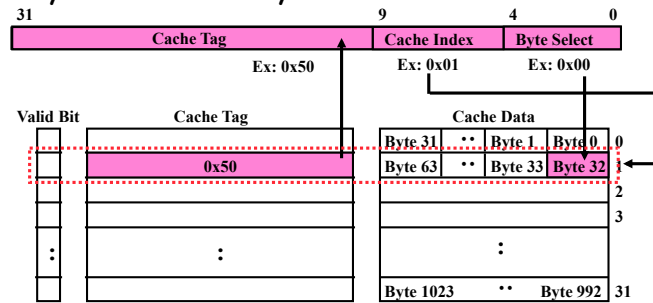 31 9 4 0
Cache Tag Cache Index Byte Select
Ex: 0x50 Ex: 0x01 Ex: 0x00
Valid Bit Cache Tag Cache Data
Byte 31 ·· Byte 1 Byte 0 0
0x50 Byte 63 ·· Byte 33 Byte 32 1
2
3
: : :
Byte 1023 ·· Byte 992 31